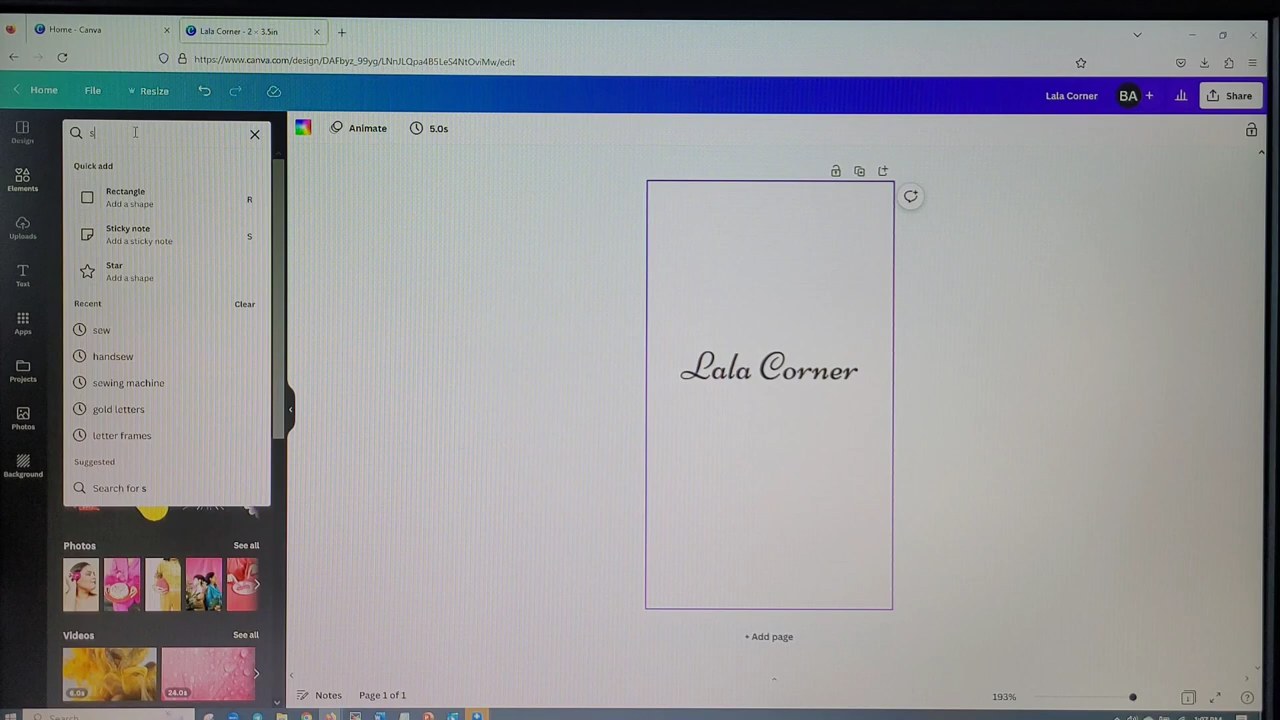 Home - Canva
Lala Corner - 2 × 3.5in
https://www.canva.com/design/DAFbyz_99yg/LNnJLQpa4B5LeS4NtOviMw/edit
Home
File
Resize
Lala Corner
BA
Share
Design
Elements
Uploads
Text
Apps
Projects
Photos
Background
s
Quick add
Rectangle
Add a shape
R
Sticky note
Add a sticky note
S
Star
Add a shape
Recent
Clear
sew
handsew
sewing machine
gold letters
letter frames
Suggested
Search for s
Photos
See all
Videos
See all
6.0s
24.0s
Animate
5.0s
Lala Corner
+ Add page
Notes
Page 1 of 1
193%
1
Search